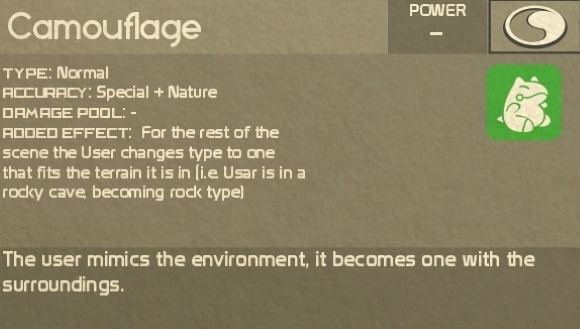 Camouflage
POWER
–
TYPE: Normal
ACCURACY: Special + Nature
DAMAGE POOL: -
ADDED EFFECT: For the rest of the
scene the User changes type to one
that fits the terrain it is in (i.e. Usar is in a
rocky cave, becoming rock type)
The user mimics the environment, it becomes one with the
surroundings.